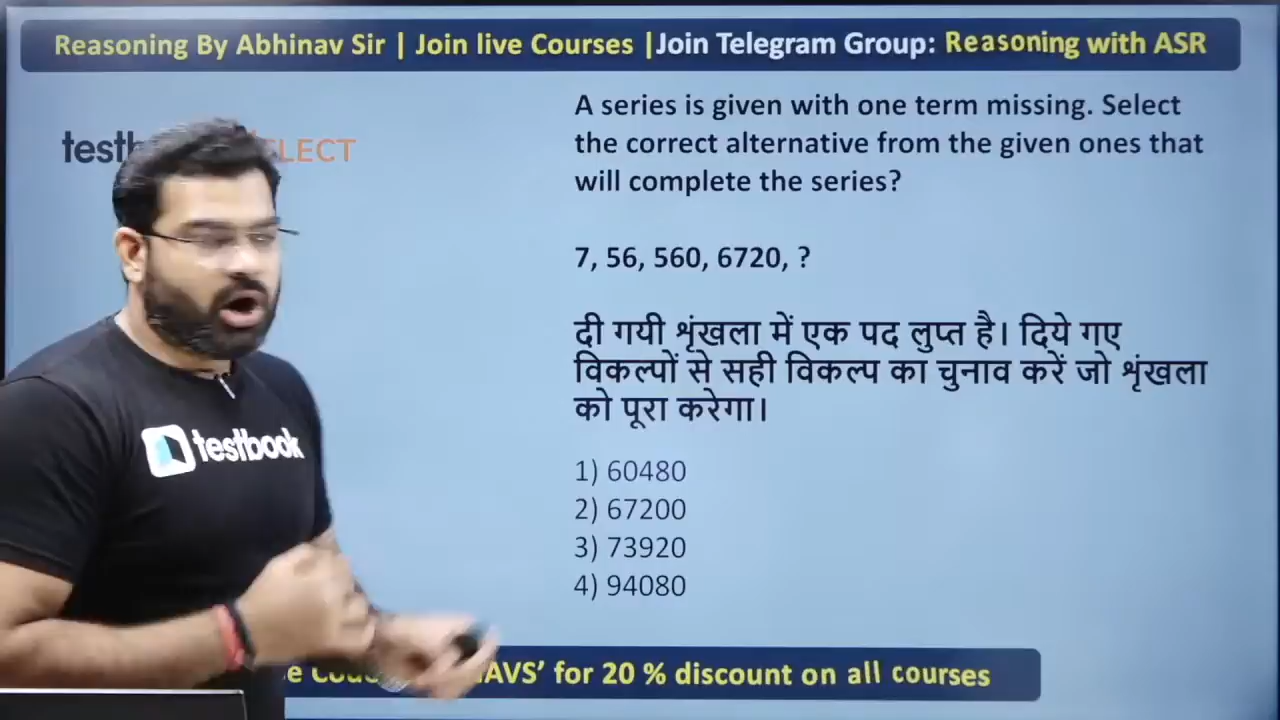 Reasoning By Abhinav Sir | Join live Courses |Join Telegram Group: Reasoning with ASR
A series is given with one term missing. Select
the correct alternative from the given ones that
will complete the series?
7, 56, 560, 6720, ?
दी गयी शृंखला में एक पद लुप्त है। दिये गए
विकल्पों से सही विकल्प का चुनाव करें जो शृंखला
को पूरा करेगा।
1) 60480
2) 67200
3) 73920
4) 94080
testbook
for 20 % discount on all courses